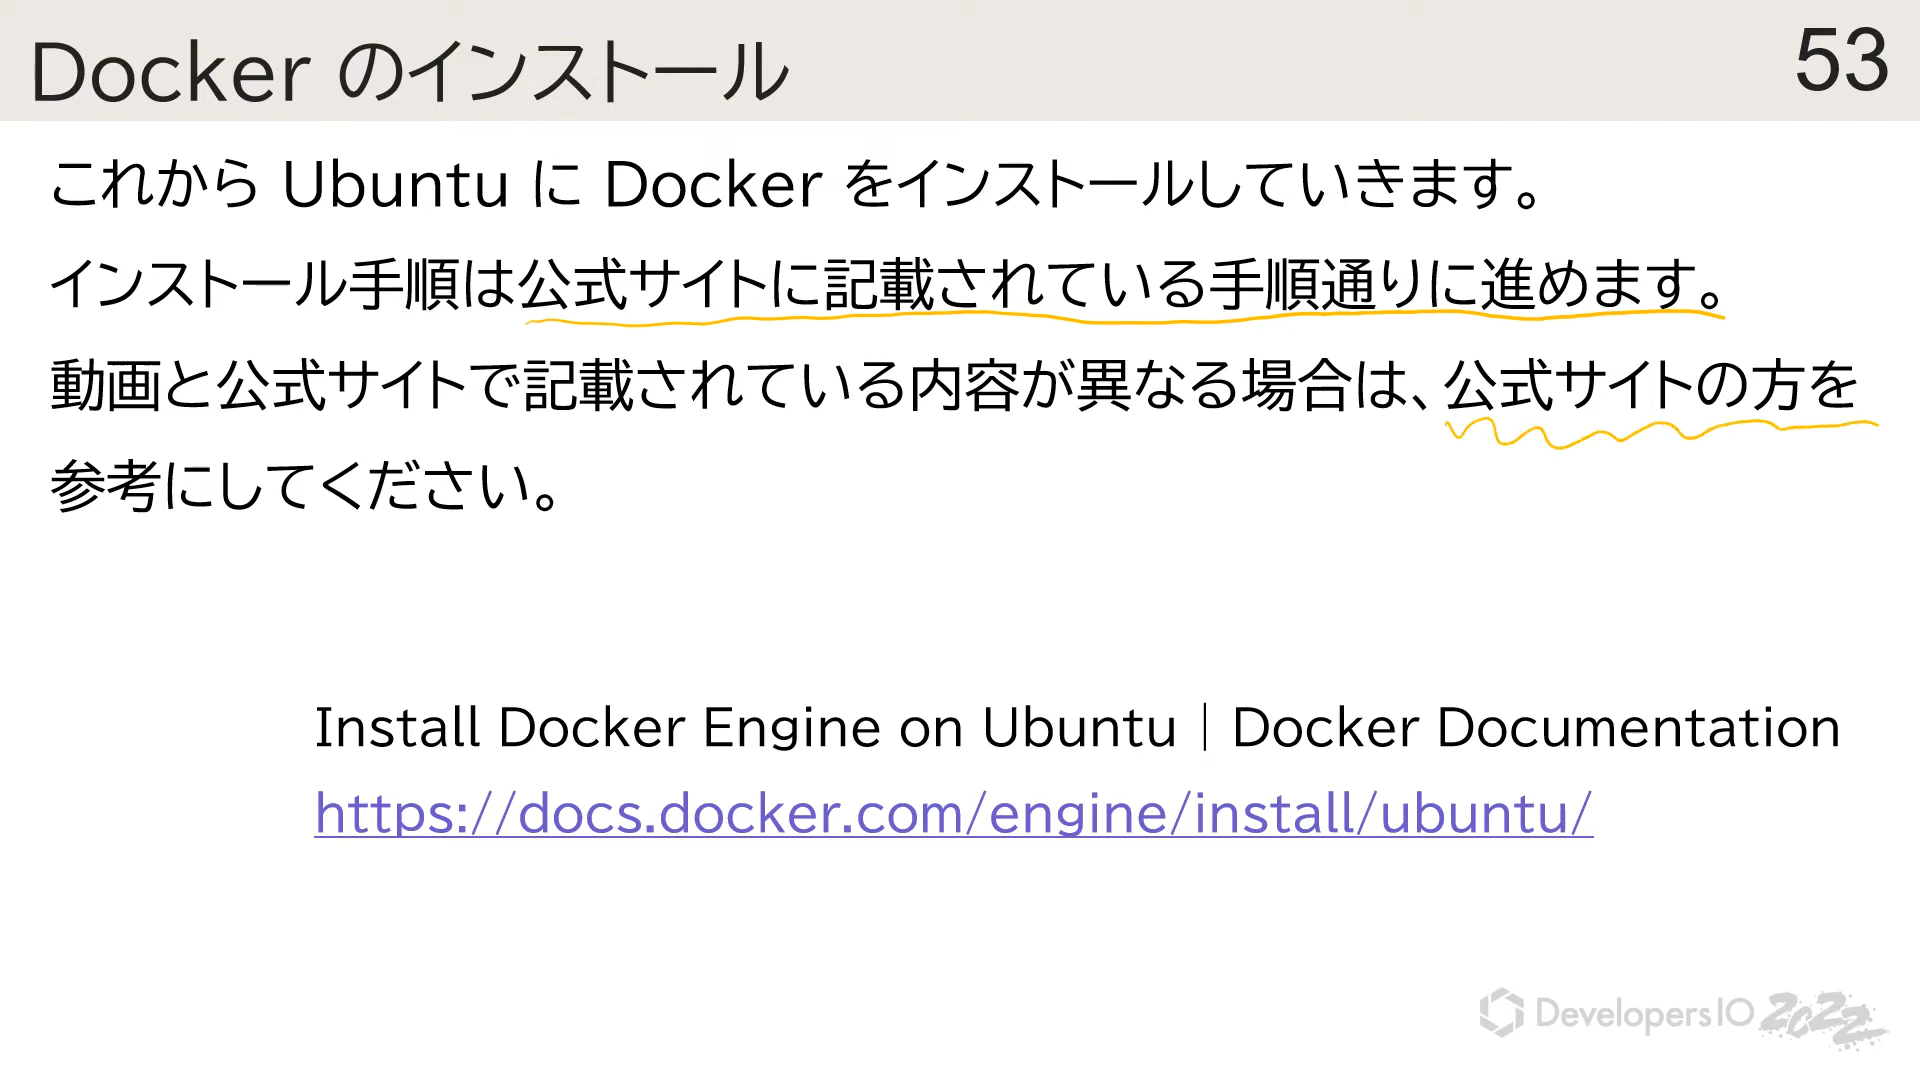 Docker のインストール
53
これから Ubuntu に Docker をインストールしていきます。
インストール手順は公式サイトに記載されている手順通りに進めます。
動画と公式サイトで記載されている内容が異なる場合は、公式サイトの方を
参考にしてください。
Install Docker Engine on Ubuntu | Docker Documentation
https://docs.docker.com/engine/install/ubuntu/
DevelopersIO 2022